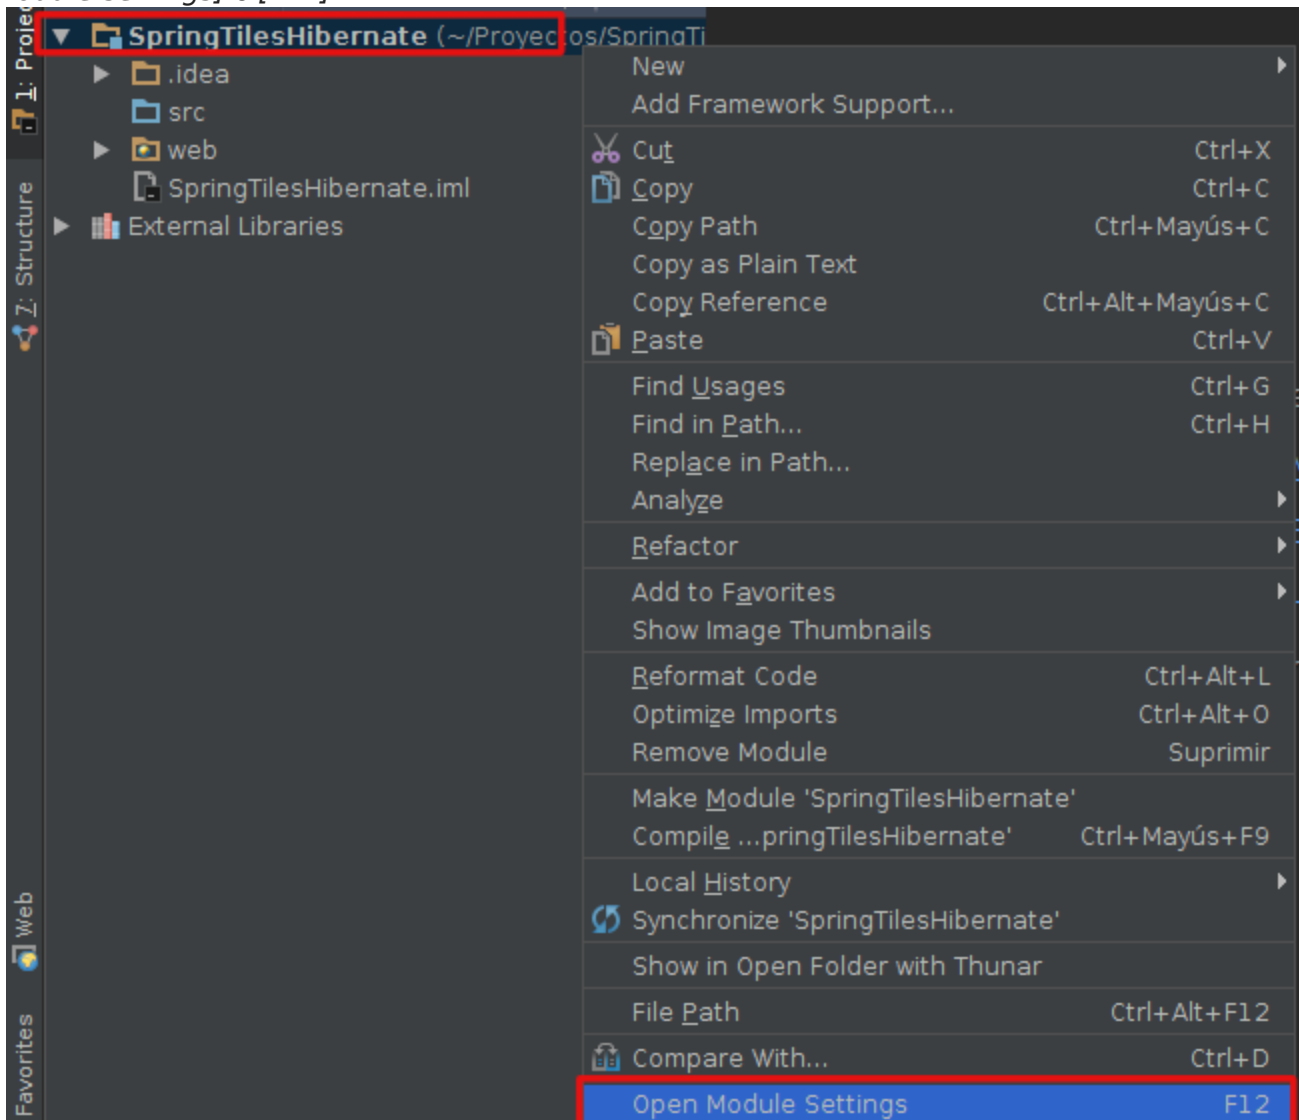 1: Projec
SpringTilesHibernate (~/Proyectos/SpringTi
.idea
src
web
SpringTilesHibernate.iml
External Libraries
7: Structure
Web
Favorites
New
Add Framework Support...
Cut Ctrl+X
Copy Ctrl+C
Copy Path Ctrl+Mayús+C
Copy as Plain Text
Copy Reference Ctrl+Alt+Mayús+C
Paste Ctrl+V
Find Usages Ctrl+G
Find in Path... Ctrl+H
Replace in Path...
Analyze
Refactor
Add to Favorites
Show Image Thumbnails
Reformat Code Ctrl+Alt+L
Optimize Imports Ctrl+Alt+O
Remove Module Suprimir
Make Module 'SpringTilesHibernate'
Compile ...pringTilesHibernate' Ctrl+Mayús+F9
Local History
Synchronize 'SpringTilesHibernate'
Show in Open Folder with Thunar
File Path Ctrl+Alt+F12
Compare With... Ctrl+D
Open Module Settings F12